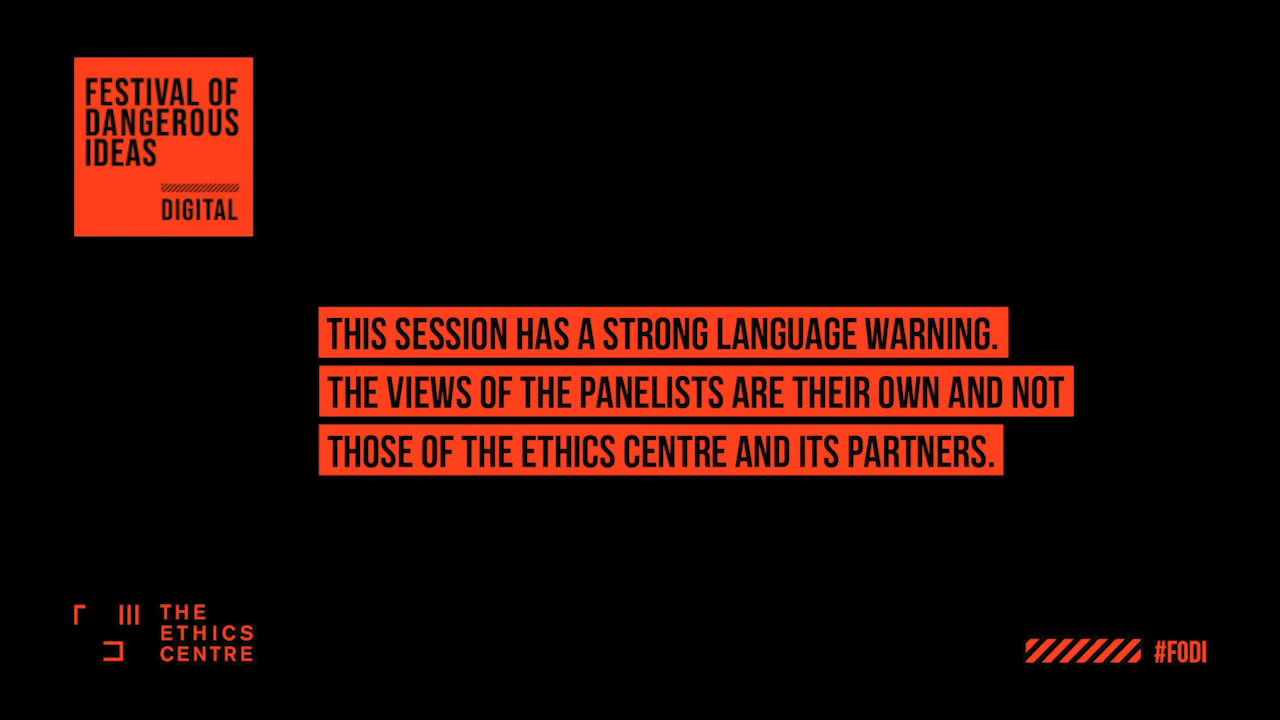 FESTIVAL OF
DANGEROUS
IDEAS
DIGITAL
THIS SESSION HAS A STRONG LANGUAGE WARNING.
THE VIEWS OF THE PANELISTS ARE THEIR OWN AND NOT
THOSE OF THE ETHICS CENTRE AND ITS PARTNERS.
THE
ETHICS
CENTRE
#FODI